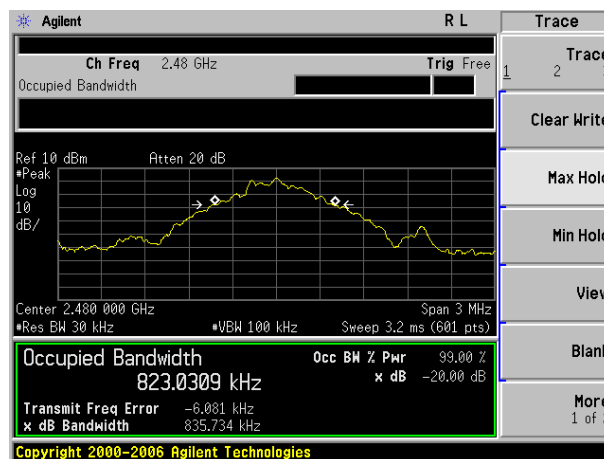 Agilent R L Trace
Ch Freq 2.48 GHz Trig Free
Occupied Bandwidth
Trace
1 2
Clear Write
Max Hold
Min Hold
View
Blank
More
1 of
Ref 10 dBm Atten 20 dB
#Peak
Log
10
dB/
Center 2.480 000 GHz Span 3 MHz
#Res BW 30 kHz #VBW 100 kHz Sweep 3.2 ms (601 pts)
Occupied Bandwidth Occ BW % Pwr 99.00 %
823.0309 kHz x dB -20.00 dB
Transmit Freq Error -6.081 kHz
x dB Bandwidth 835.734 kHz
Copyright 2000-2006 Agilent Technologies